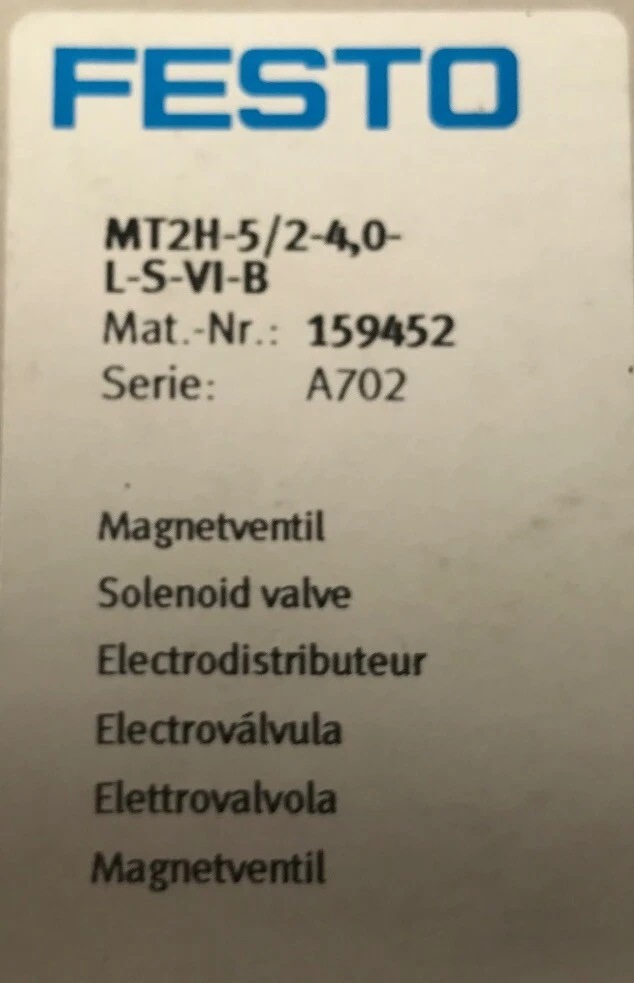 FESTO
MT2H-5/2-4,0-
L-S-VI-B
Mat.-Nr.: 159452
Serie: A702
Magnetventil
Solenoid valve
Electrodistributeur
Electroválvula
Elettrovalvola
Magnetventil